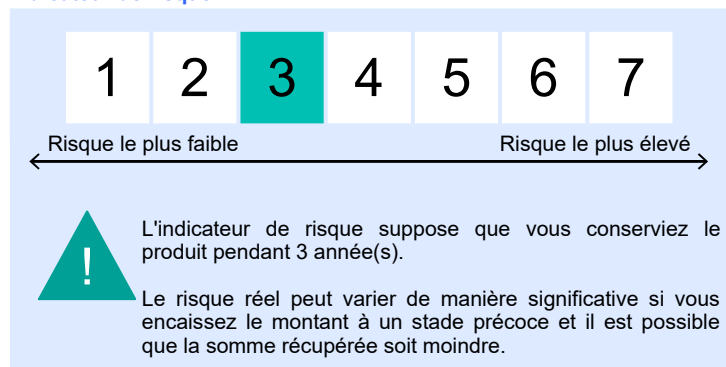 1 2 3 4 5 6 7
Risque le plus faible Risque le plus élevé
!
L'indicateur de risque suppose que vous conserviez le
produit pendant 3 année(s).
Le risque réel peut varier de manière significative si vous
encaissez le montant à un stade précoce et il est possible
que la somme récupérée soit moindre.